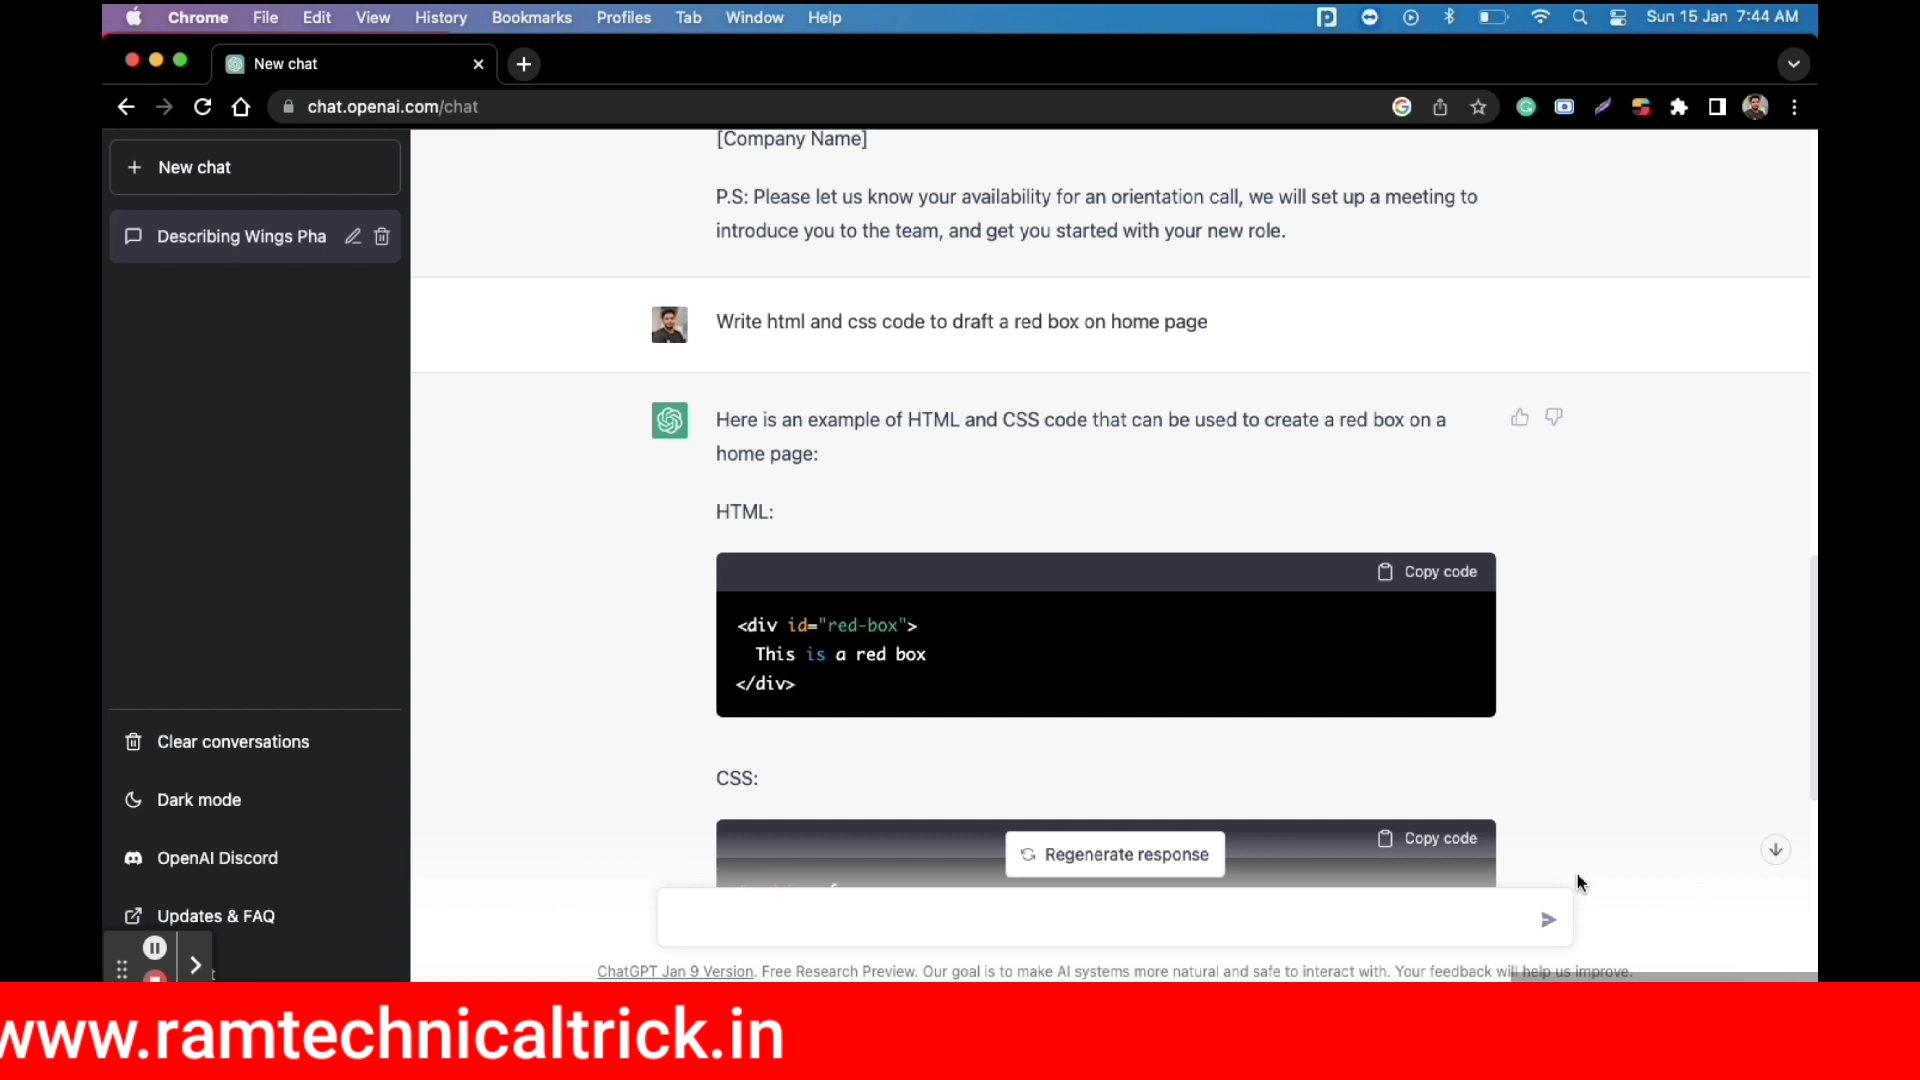 Chrome File Edit View History Bookmarks Profiles Tab Window Help Sun 15 Jan 7:44 AM
New chat
chat.openai.com/chat
New chat
Describing Wings Pha
Clear conversations
Dark mode
OpenAI Discord
Updates & FAQ
[Company Name]
P.S: Please let us know your availability for an orientation call, we will set up a meeting to
introduce you to the team, and get you started with your new role.
Write html and css code to draft a red box on home page
Here is an example of HTML and CSS code that can be used to create a red box on a
home page:
HTML:
Copy code
<div id="red-box">
This is a red box
</div>
CSS:
Copy code
Regenerate response
ChatGPT Jan 9 Version. Free Research Preview. Our goal is to make AI systems more natural and safe to interact with. Your feedback will help us improve.
www.ramtechnicaltrick.in